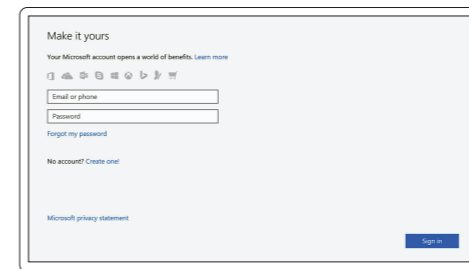 Make it yours
Your Microsoft account opens a world of benefits. Learn more
Email or phone
Password
Forgot my password
No account? Create one!
Microsoft privacy statement
Sign in